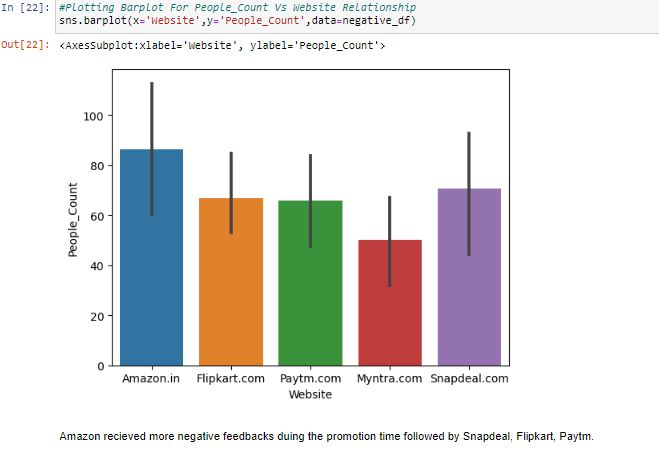 In [22]: #Plotting Barplot For People_Count Vs Website Relationship
sns.barplot(x='Website',y='People_Count',data=negative_df)
Out[22]: <AxesSubplot:xlabel='Website', ylabel='People_Count'>
100
80
60
40
20
0
People_Count
Amazon.in Flipkart.com Paytm.com Myntra.com Snapdeal.com
Website
Amazon recieved more negative feedbacks duing the promotion time followed by Snapdeal, Flipkart, Paytm.